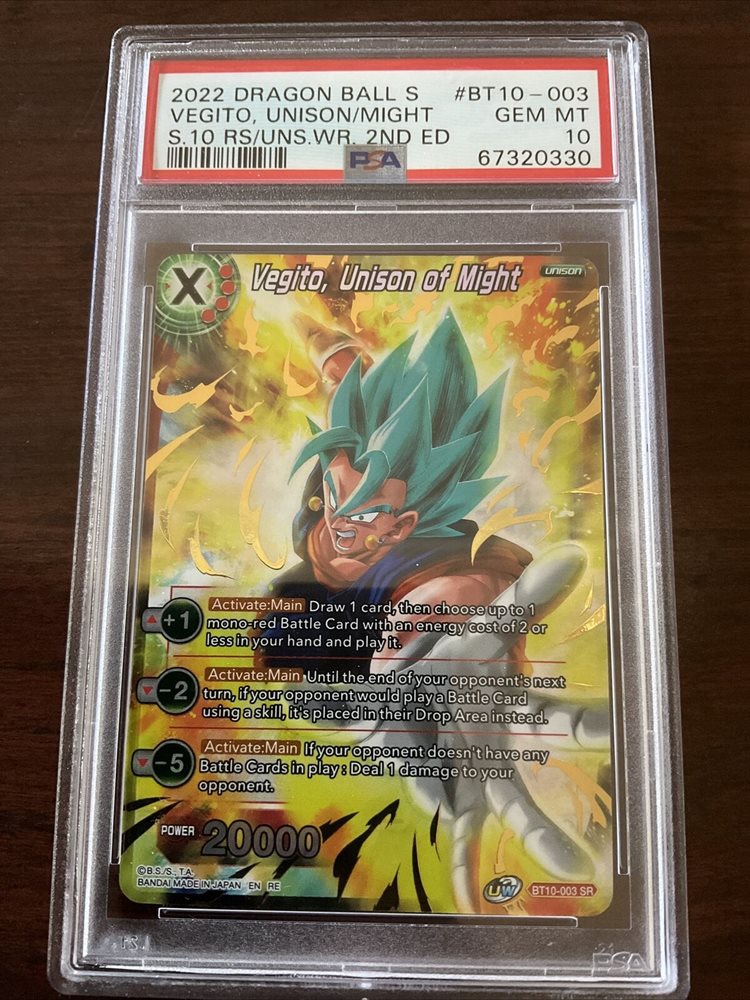 2022 DRAGON BALL S #BT10-003
VEGITO, UNISON/MIGHT GEM MT
S.10 RS/UNS.WR. 2ND ED 10
PSA 67320330
X Vegito, Unison of Might UNISON
+1 Activate:Main Draw 1 card, then choose up to 1
mono-red Battle Card with an energy cost of 2 or
less in your hand and play it.
-2 Activate:Main Until the end of your opponent's next
turn, if your opponent would play a Battle Card
using a skill, it's placed in their Drop Area instead.
-5 Activate:Main If your opponent doesn't have any
Battle Cards in play : Deal 1 damage to your
opponent.
POWER 20000
©B.S./S., T.A.
BANDAI MADE IN JAPAN EN RE
UW BT10-003 SR
PSA